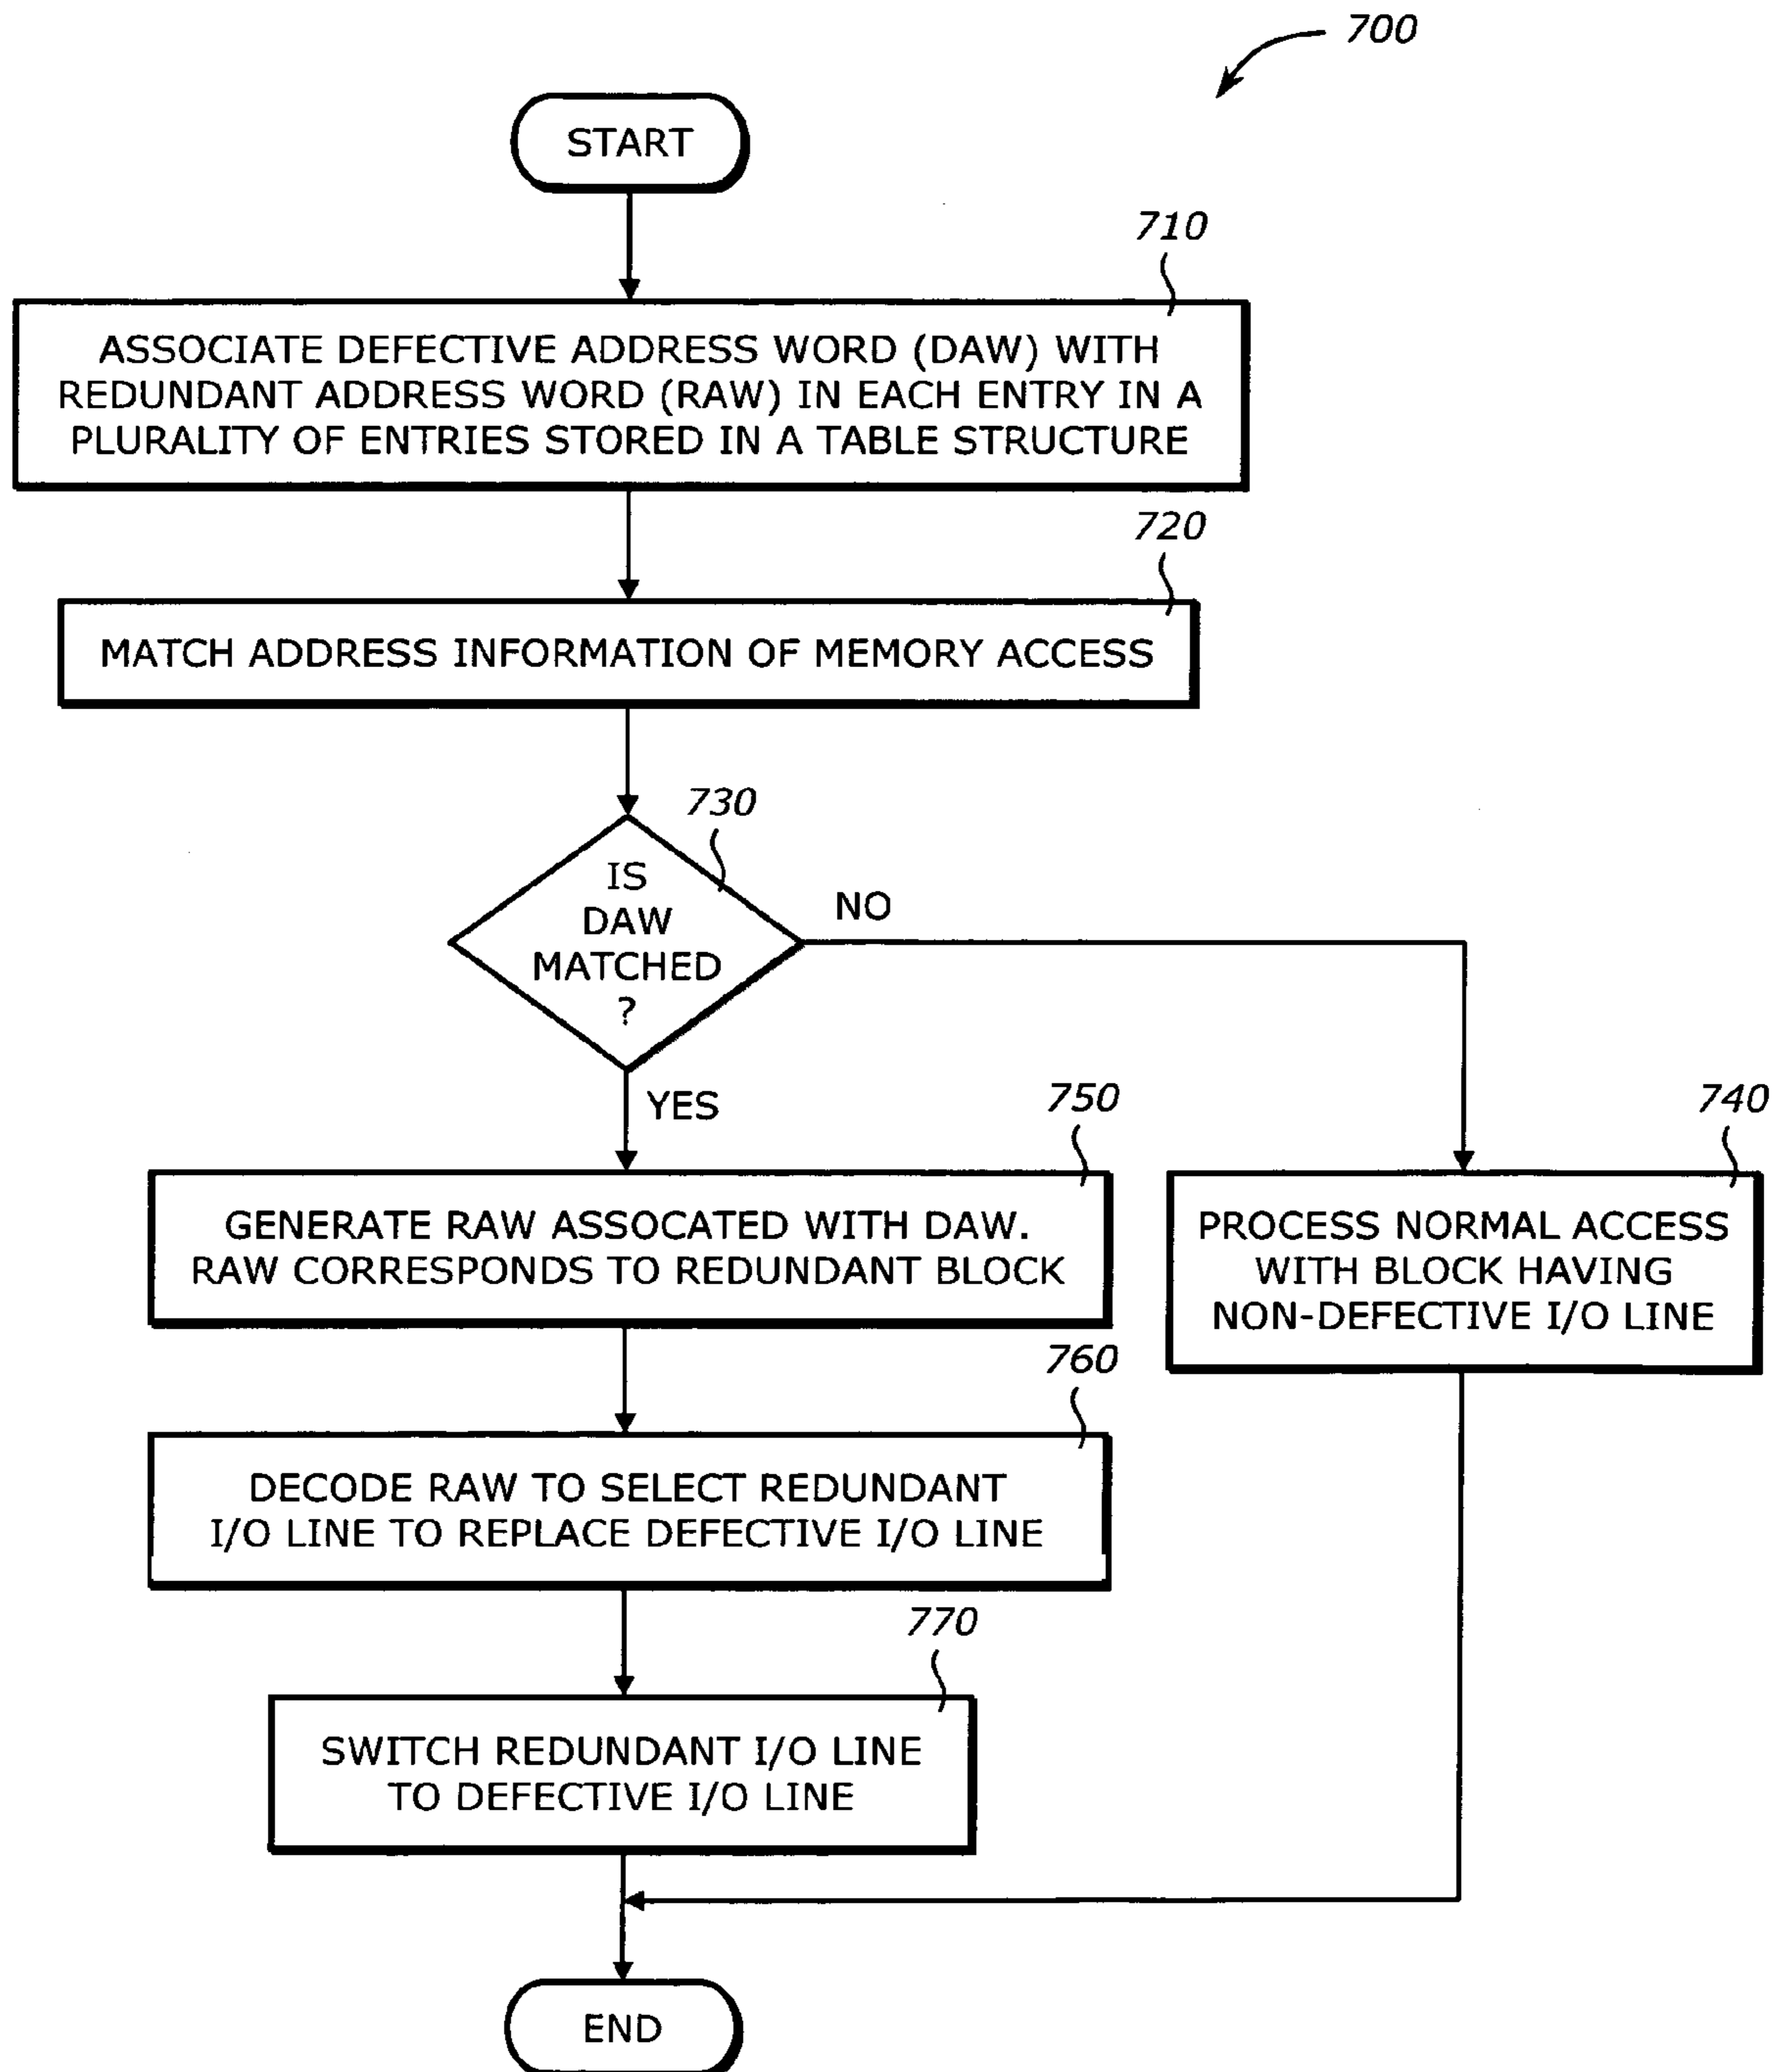 700
START
710
ASSOCIATE DEFECTIVE ADDRESS WORD (DAW) WITH
REDUNDANT ADDRESS WORD (RAW) IN EACH ENTRY IN A
PLURALITY OF ENTRIES STORED IN A TABLE STRUCTURE
720
MATCH ADDRESS INFORMATION OF MEMORY ACCESS
730
IS
DAW
MATCHED
?
NO
YES
750
GENERATE RAW ASSOCATED WITH DAW.
RAW CORRESPONDS TO REDUNDANT BLOCK
740
PROCESS NORMAL ACCESS
WITH BLOCK HAVING
NON-DEFECTIVE I/O LINE
760
DECODE RAW TO SELECT REDUNDANT
I/O LINE TO REPLACE DEFECTIVE I/O LINE
770
SWITCH REDUNDANT I/O LINE
TO DEFECTIVE I/O LINE
END